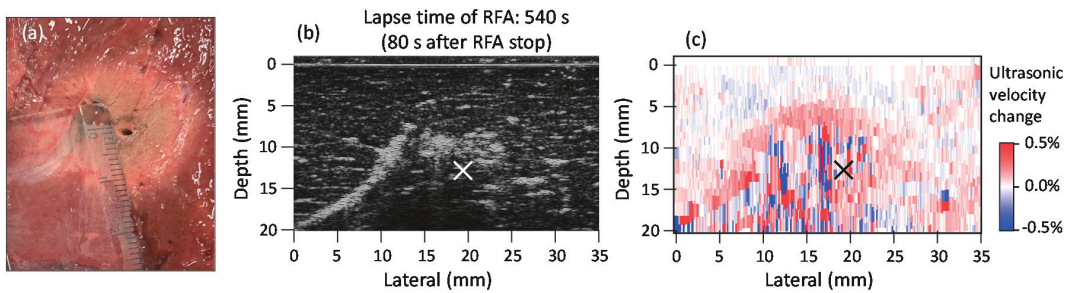 (a)
Lapse time of RFA: 540 s
(b) (80 s after RFA stop)
(c)
0
5
10
15
20
Depth (mm)
0 5 10 15 20 25 30 35
Lateral (mm)
0
5
10
15
20
Depth (mm)
0 5 10 15 20 25 30 35
Lateral (mm)
Ultrasonic
velocity
change
0.5%
0.0%
-0.5%